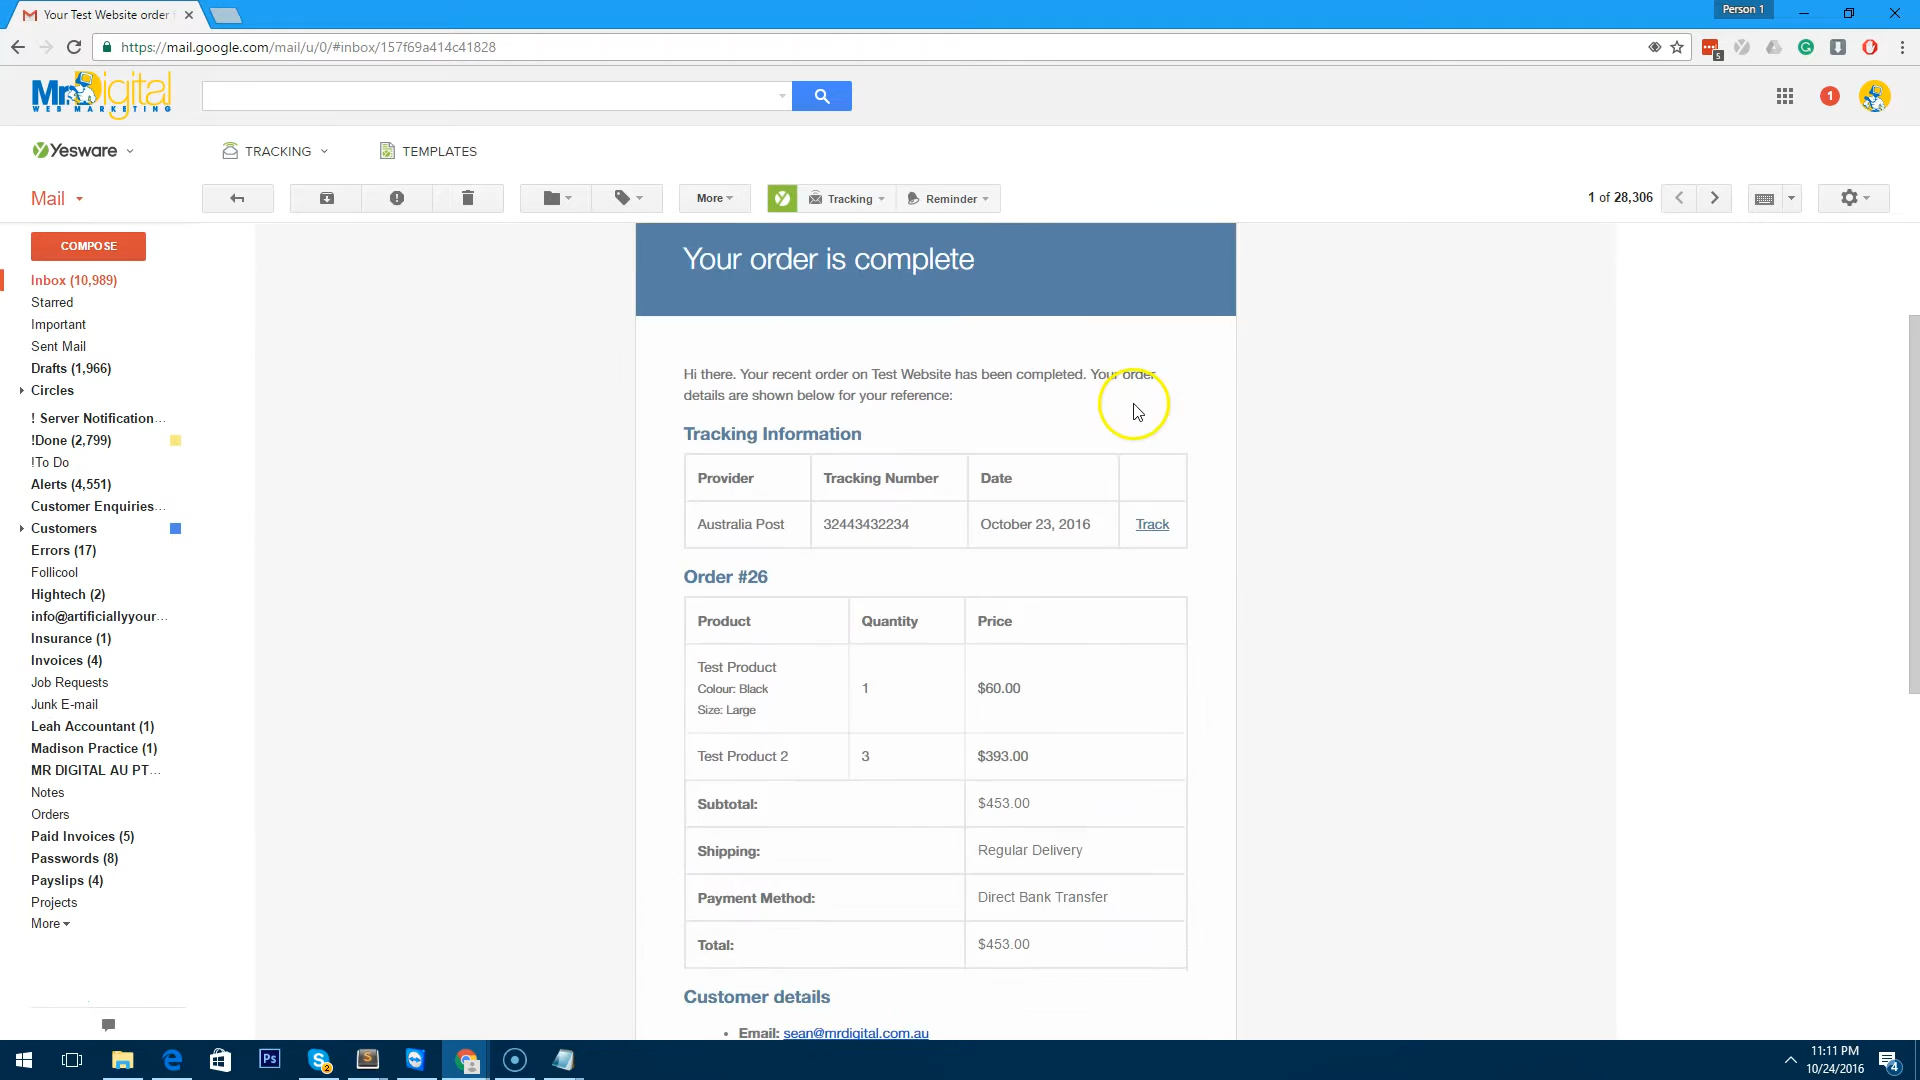 Your Test Website order
Person 1
https://mail.google.com/mail/u/0/#inbox/157f69a414c41828
5
MrDigital
WEB MARKETING
1
Yesware
TRACKING
TEMPLATES
Mail
More
Tracking
Reminder
1 of 28,306
COMPOSE
Inbox (10,989)
Starred
Important
Sent Mail
Drafts (1,966)
Circles
! Server Notification...
!Done (2,799)
!To Do
Alerts (4,551)
Customer Enquiries...
Customers
Errors (17)
Follicool
Hightech (2)
info@artificiallyyour...
Insurance (1)
Invoices (4)
Job Requests
Junk E-mail
Leah Accountant (1)
Madison Practice (1)
MR DIGITAL AU PT...
Notes
Orders
Paid Invoices (5)
Passwords (8)
Payslips (4)
Projects
More
Your order is complete
Hi there. Your recent order on Test Website has been completed. Your order
details are shown below for your reference:
Tracking Information
Provider Tracking Number Date
Australia Post 32443432234 October 23, 2016 Track
Order #26
Product Quantity Price
Test Product
Colour: Black
Size: Large
1 $60.00
Test Product 2 3 $393.00
Subtotal: $453.00
Shipping: Regular Delivery
Payment Method: Direct Bank Transfer
Total: $453.00
Customer details
• Email: sean@mrdigital.com.au
Ps
2
S
11:11 PM
10/24/2016
4